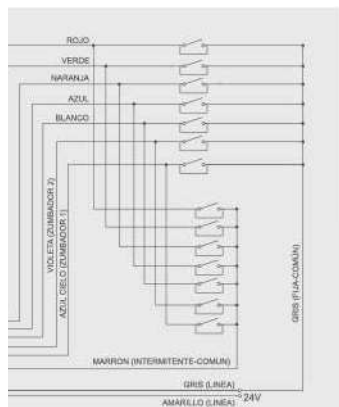 ROJO
VERDE
NARANJA
AZUL
BLANCO
VIOLETA (ZUMBADOR 2)
AZUL CIELO (ZUMBADOR 1)
GRIS (FIJA-COMÚN)
MARRON (INTERMITENTE-COMUN)
GRIS (LINEA)
24V
AMARILLO (LINEA)